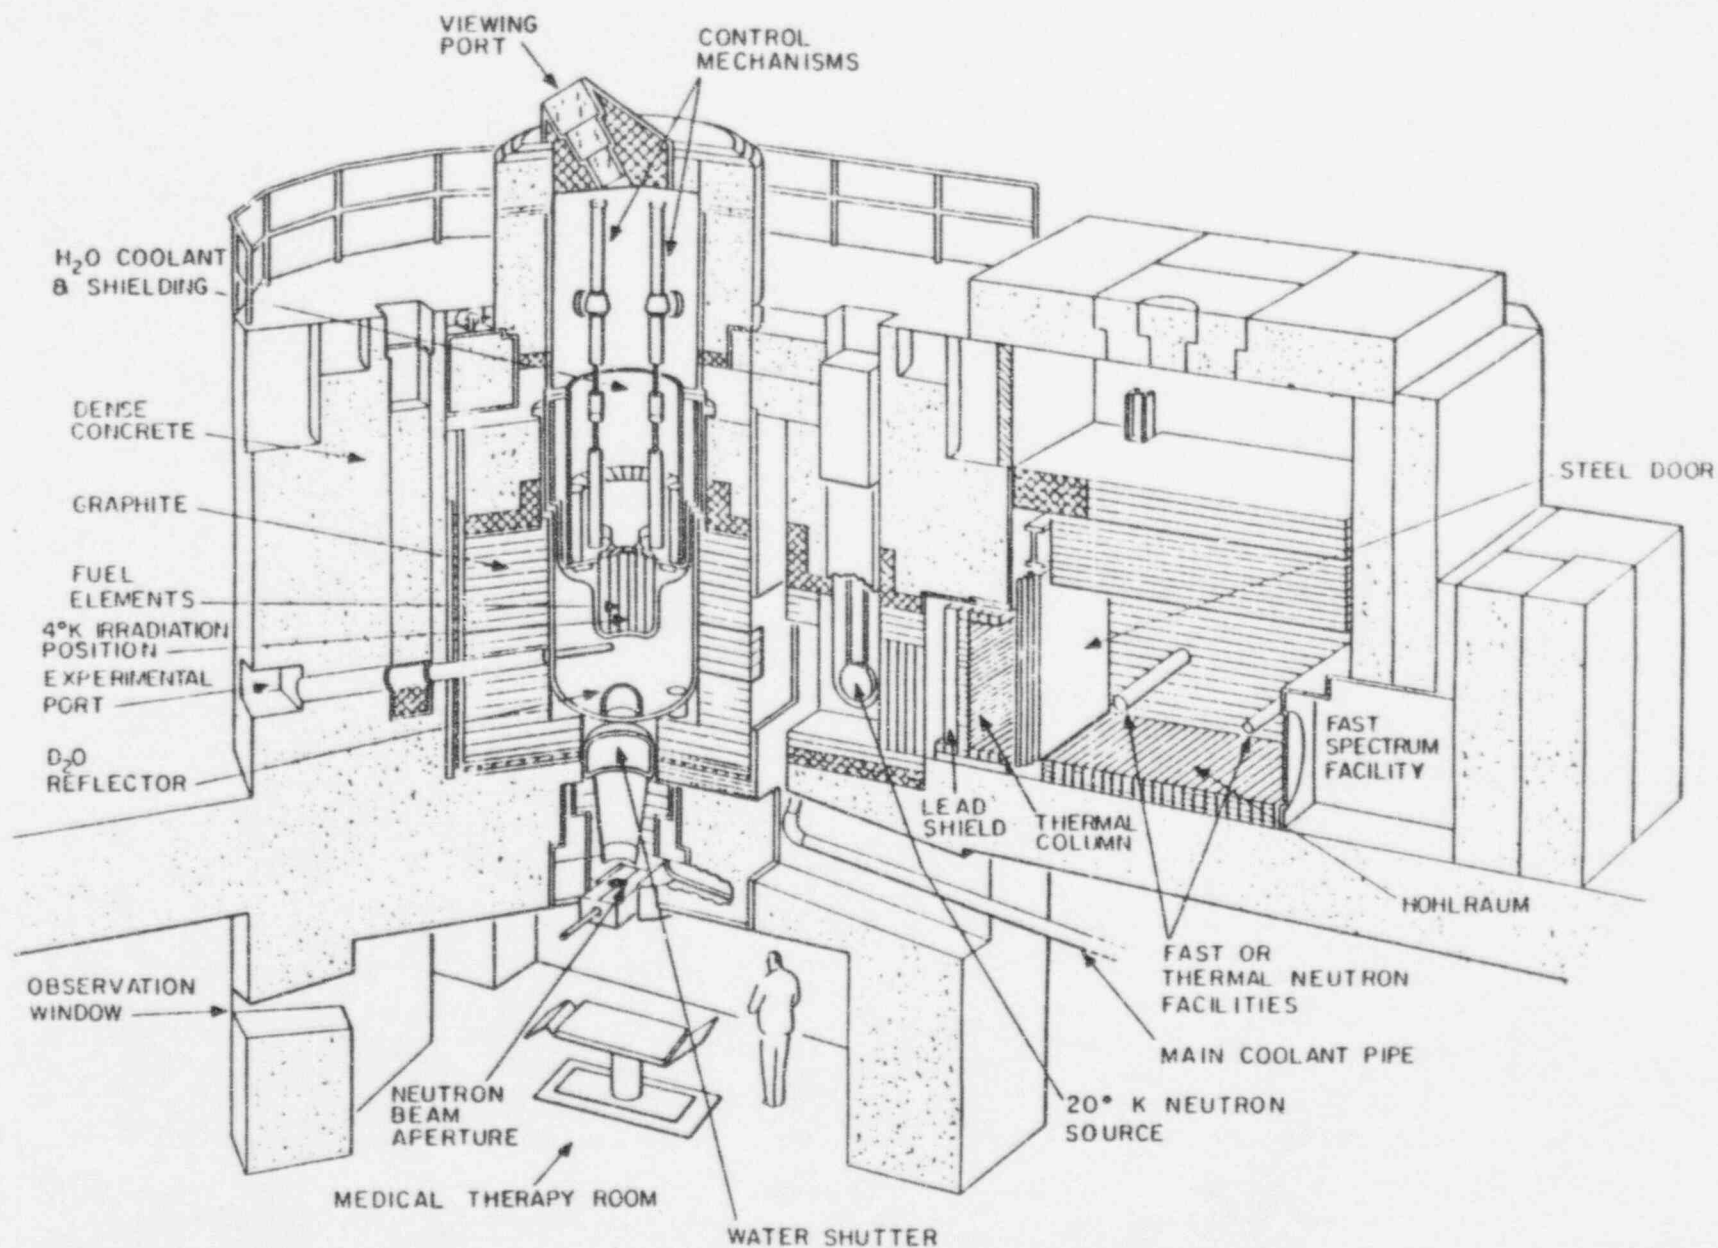 VIEWING
PORT
CONTROL
MECHANISMS
H₂O COOLANT
& SHIELDING
DENSE
CONCRETE
GRAPHITE
FUEL
ELEMENTS
4°K IRRADIATION
POSITION
EXPERIMENTAL
PORT
D₂O
REFLECTOR
OBSERVATION
WINDOW
NEUTRON
BEAM
APERTURE
MEDICAL THERAPY ROOM
WATER SHUTTER
STEEL DOOR
FAST
SPECTRUM
FACILITY
LEAD
SHIELD
THERMAL
COLUMN
HOHLRAUM
FAST OR
THERMAL NEUTRON
FACILITIES
MAIN COOLANT PIPE
20° K NEUTRON
SOURCE